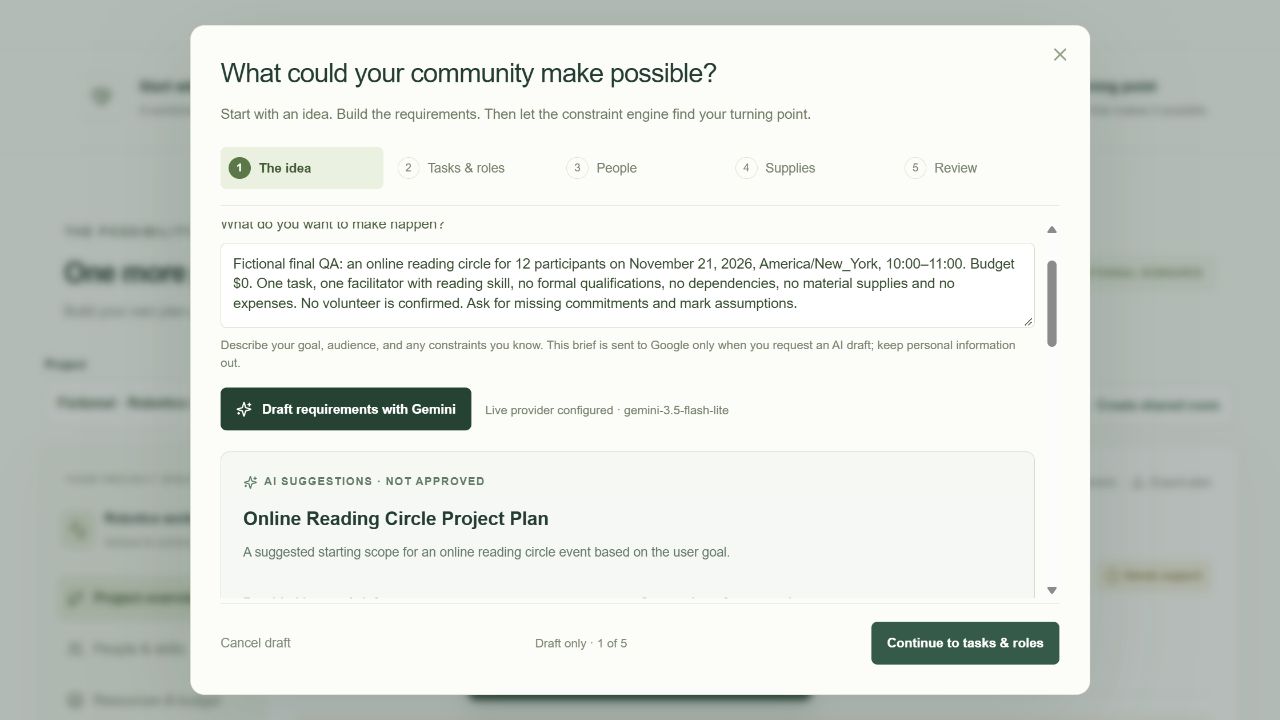 What could your community make possible?
Start with an idea. Build the requirements. Then let the constraint engine find your turning point.
1 The idea
2 Tasks & roles
3 People
4 Supplies
5 Review
What do you want to make happen?
Fictional final QA: an online reading circle for 12 participants on November 21, 2026, America/New_York, 10:00–11:00. Budget
$0. One task, one facilitator with reading skill, no formal qualifications, no dependencies, no material supplies and no
expenses. No volunteer is confirmed. Ask for missing commitments and mark assumptions.
Describe your goal, audience, and any constraints you know. This brief is sent to Google only when you request an AI draft; keep personal information
out.
Draft requirements with Gemini
Live provider configured · gemini-3.5-flash-lite
AI SUGGESTIONS · NOT APPROVED
Online Reading Circle Project Plan
A suggested starting scope for an online reading circle event based on the user goal.
Cancel draft
Draft only · 1 of 5
Continue to tasks & roles
One more
Project